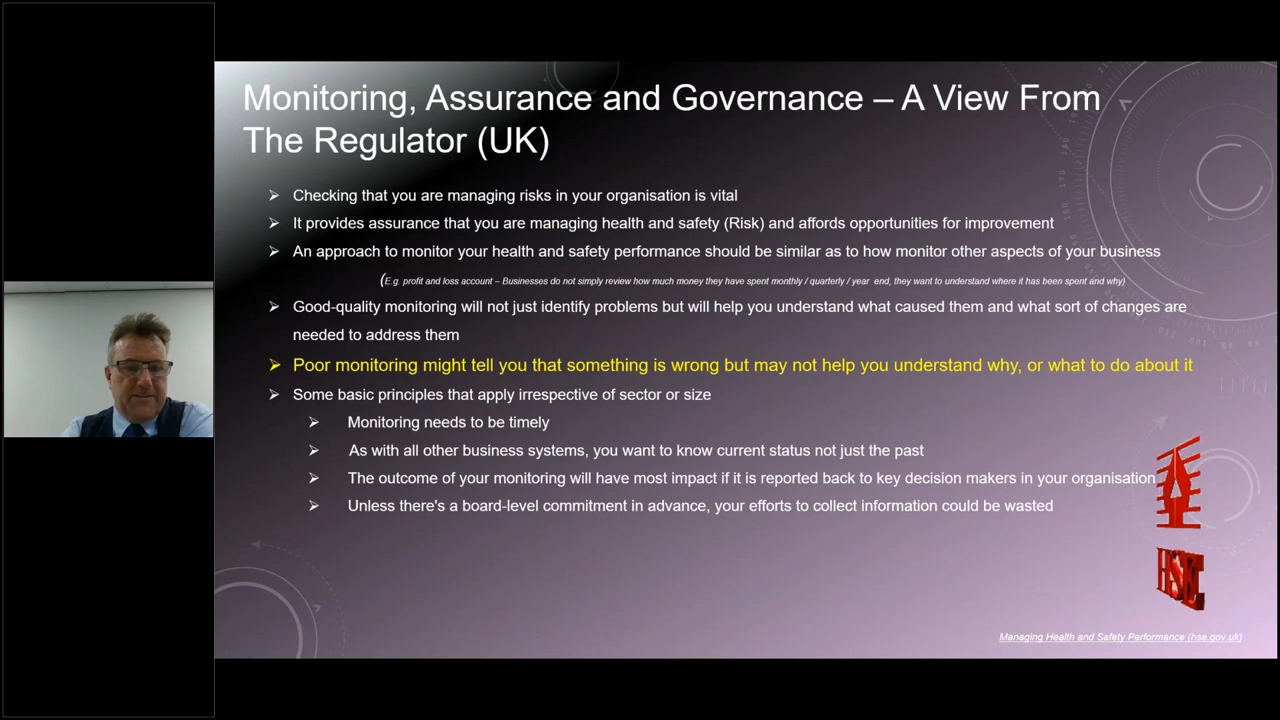 Monitoring, Assurance and Governance – A View From
The Regulator (UK)
Checking that you are managing risks in your organisation is vital
It provides assurance that you are managing health and safety (Risk) and affords opportunities for improvement
An approach to monitor your health and safety performance should be similar as to how monitor other aspects of your business
(E.g. profit and loss account – Businesses do not simply review how much money they have spent monthly / quarterly / year end, they want to understand where it has been spent and why)
Good-quality monitoring will not just identify problems but will help you understand what caused them and what sort of changes are
needed to address them
Poor monitoring might tell you that something is wrong but may not help you understand why, or what to do about it
Some basic principles that apply irrespective of sector or size
Monitoring needs to be timely
As with all other business systems, you want to know current status not just the past
The outcome of your monitoring will have most impact if it is reported back to key decision makers in your organisation
Unless there's a board-level commitment in advance, your efforts to collect information could be wasted
HSE
Managing Health and Safety Performance (hse.gov.uk)